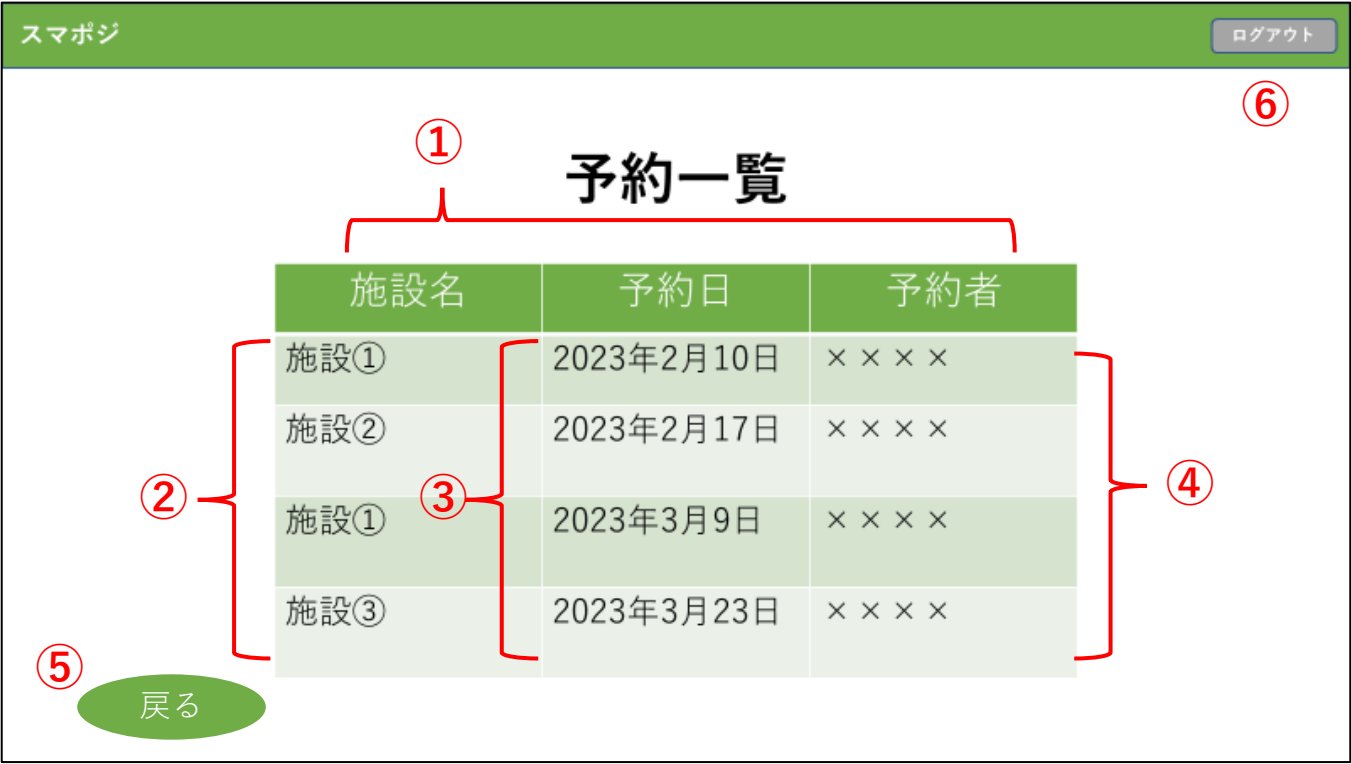 スマポジ
ログアウト
⑥
①
予約一覧
施設名 予約日 予約者
施設① 2023年2月10日 ××××
施設② 2023年2月17日 ××××
② ③ ④
施設① 2023年3月9日 ××××
施設③ 2023年3月23日 ××××
⑤
戻る